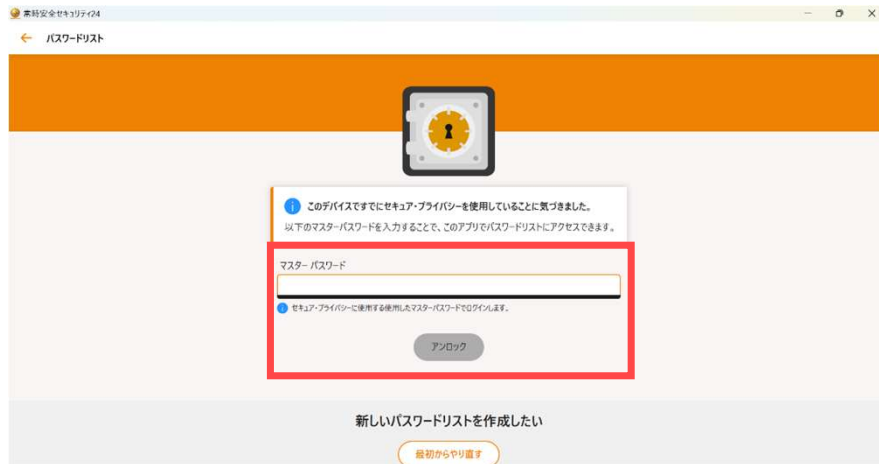 常時安全セキュリティ24
パスワードリスト
このデバイスですでにセキュア・プライバシーを使用していることに気づきました。
以下のマスターパスワードを入力することで、このアプリでパスワードリストにアクセスできます。
マスター パスワード
セキュア・プライバシーに使用する使用したマスターパスワードでログインします。
アンロック
新しいパスワードリストを作成したい
最初からやり直す